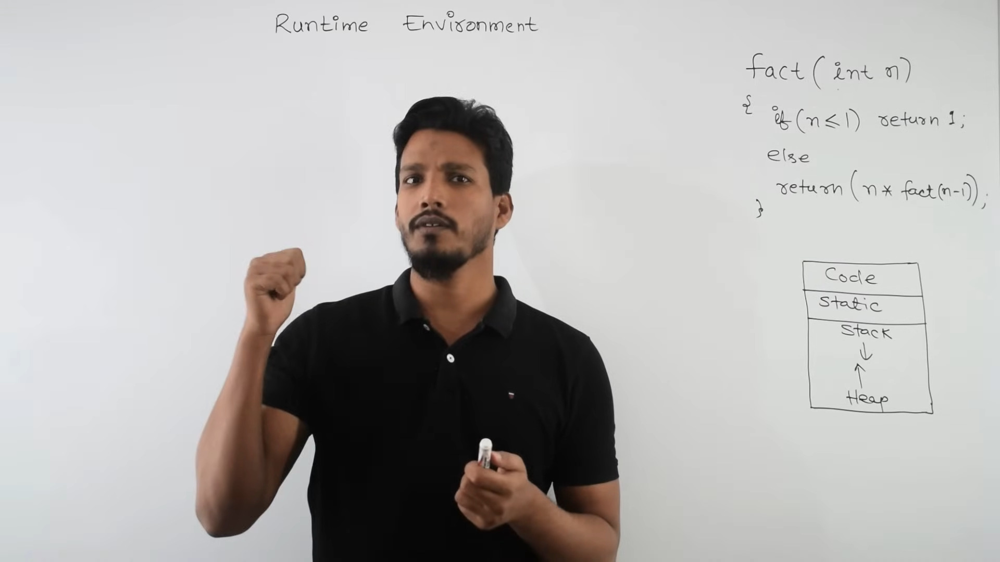 Runtime Environment
fact(int n)
{ if(n≤1) return 1;
else
return(n * fact(n-1));
}
Code
Static
Stack
↓
↑
Heap